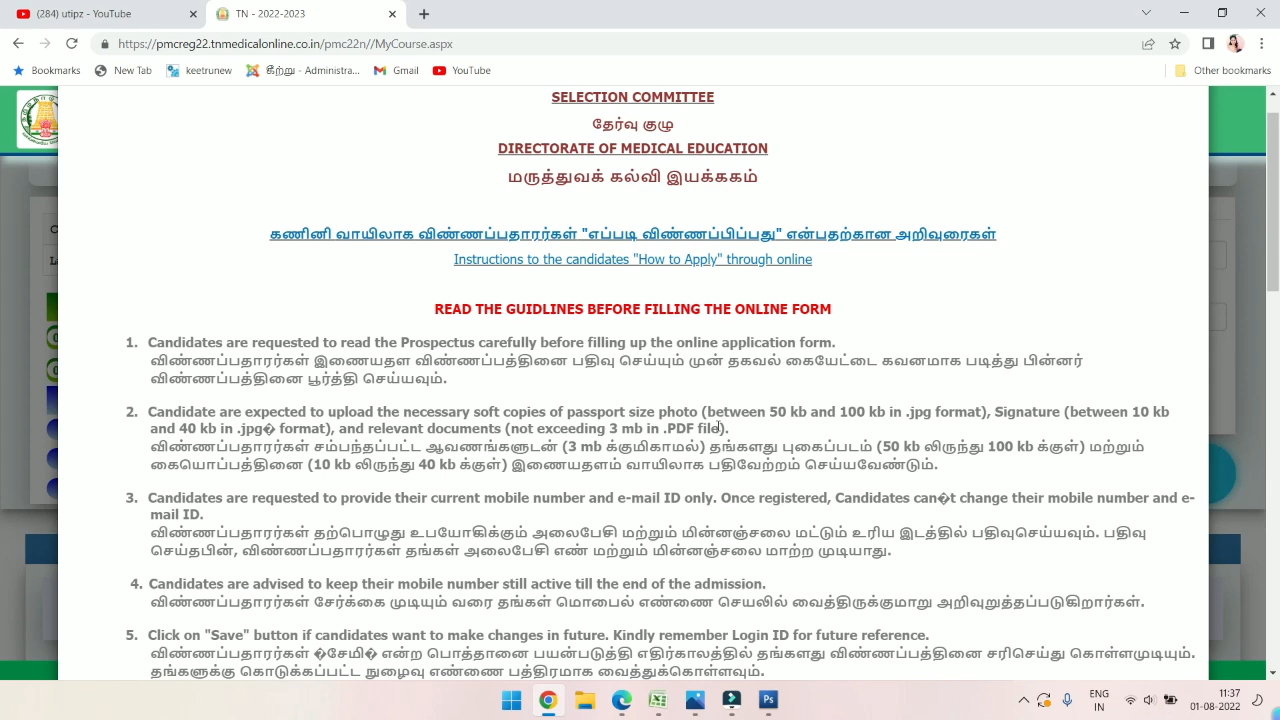 (184) YouTube
TN - 2022-2023
https://pmcreg22.tnmedicalonline.co.in/pmc22n//MyCourse.aspx
Bookmarks New Tab keetrunew கீற்று - Administra... Gmail YouTube Other bookmarks
SELECTION COMMITTEE
தேர்வு குழு
DIRECTORATE OF MEDICAL EDUCATION
மருத்துவக் கல்வி இயக்ககம்
கணினி வாயிலாக விண்ணப்பதாரர்கள் "எப்படி விண்ணப்பிப்பது" என்பதற்கான அறிவுரைகள்
Instructions to the candidates "How to Apply" through online
READ THE GUIDLINES BEFORE FILLING THE ONLINE FORM
1. Candidates are requested to read the Prospectus carefully before filling up the online application form.
விண்ணப்பதாரர்கள் இணையதள விண்ணப்பத்தினை பதிவு செய்யும் முன் தகவல் கையேட்டை கவனமாக படித்து பின்னர்
விண்ணப்பத்தினை பூர்த்தி செய்யவும்.
2. Candidate are expected to upload the necessary soft copies of passport size photo (between 50 kb and 100 kb in .jpg format), Signature (between 10 kb
and 40 kb in .jpg� format), and relevant documents (not exceeding 3 mb in .PDF file).
விண்ணப்பதாரர்கள் சம்பந்தப்பட்ட ஆவணங்களுடன் (3 mb க்குமிகாமல்) தங்களது புகைப்படம் (50 kb லிருந்து 100 kb க்குள்) மற்றும்
கையொப்பத்தினை (10 kb லிருந்து 40 kb க்குள்) இணையதளம் வாயிலாக பதிவேற்றம் செய்யவேண்டும்.
3. Candidates are requested to provide their current mobile number and e-mail ID only. Once registered, Candidates can�t change their mobile number and e-
mail ID.
விண்ணப்பதாரர்கள் தற்பொழுது உபயோகிக்கும் அலைபேசி மற்றும் மின்னஞ்சலை மட்டும் உரிய இடத்தில் பதிவுசெய்யவும். பதிவு
செய்தபின், விண்ணப்பதாரர்கள் தங்கள் அலைபேசி எண் மற்றும் மின்னஞ்சலை மாற்ற முடியாது.
4. Candidates are advised to keep their mobile number still active till the end of the admission.
விண்ணப்பதாரர்கள் சேர்க்கை முடியும் வரை தங்கள் மொபைல் எண்ணை செயலில் வைத்திருக்குமாறு அறிவுறுத்தப்படுகிறார்கள்.
5. Click on "Save" button if candidates want to make changes in future. Kindly remember Login ID for future reference.
விண்ணப்பதாரர்கள் �சேமி� என்ற பொத்தானை பயன்படுத்தி எதிர்காலத்தில் தங்களது விண்ணப்பத்தினை சரிசெய்து கொள்ளமுடியும்.
தங்களுக்கு கொடுக்கப்பட்ட நுழைவு எண்ணை பத்திரமாக வைத்துக்கொள்ளவும்.
ENG 11:37
IN 01-08-2022